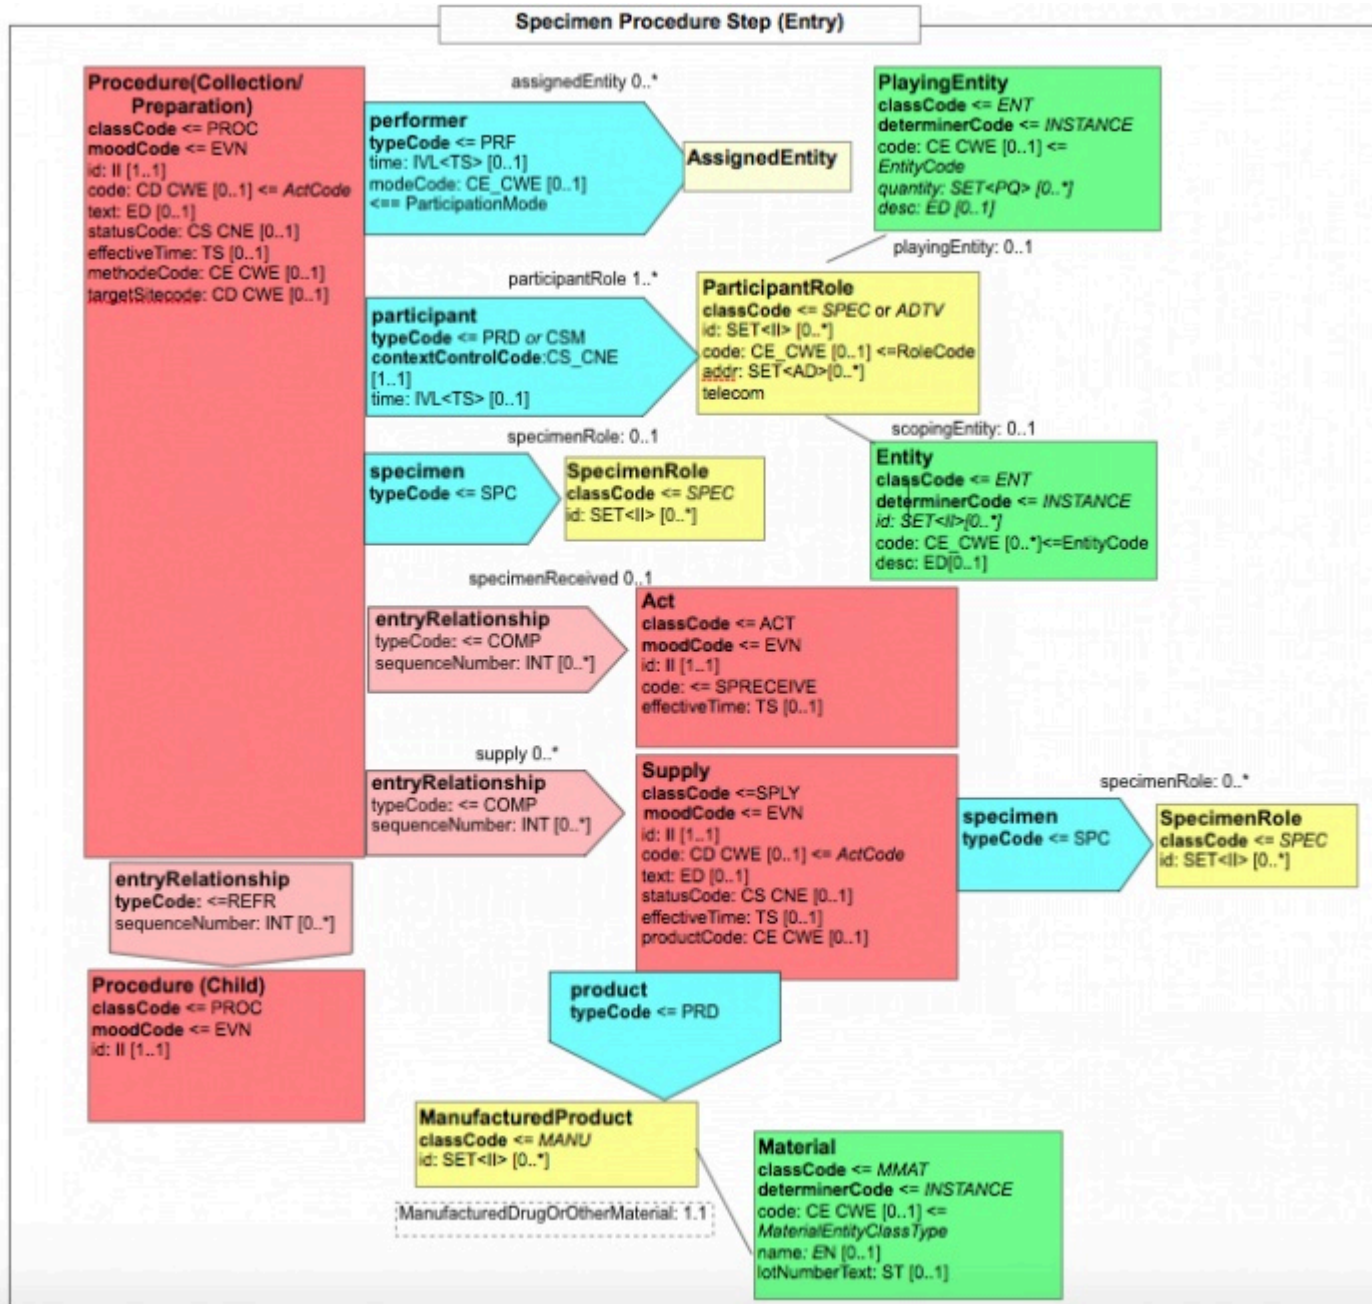 Specimen Procedure Step (Entry)
Procedure(Collection/
Preparation)
classCode <= PROC
moodCode <= EVN
id: II [1..1]
code: CD CWE [0..1] <= ActCode
text: ED [0..1]
statusCode: CS CNE [0..1]
effectiveTime: TS [0..1]
methodeCode: CE CWE [0..1]
targetSitecode: CD CWE [0..1]
assignedEntity 0..*
performer
typeCode <= PRF
time: IVL<TS> [0..1]
modeCode: CE_CWE [0..1]
<== ParticipationMode
AssignedEntity
PlayingEntity
classCode <= ENT
determinerCode <= INSTANCE
code: CE CWE [0..1] <=
EntityCode
quantity: SET<PQ> [0..*]
desc: ED [0..1]
playingEntity: 0..1
participantRole 1..*
participant
typeCode <= PRD or CSM
contextControlCode:CS_CNE
[1..1]
time: IVL<TS> [0..1]
ParticipantRole
classCode <= SPEC or ADTV
id: SET<II> [0..*]
code: CE_CWE [0..1] <=RoleCode
addr: SET<AD>[0..*]
telecom
scopingEntity: 0..1
Entity
classCode <= ENT
determinerCode <= INSTANCE
id: SET<II>[0..*]
code: CE_CWE [0..*]<=EntityCode
desc: ED[0..1]
specimenRole: 0..1
specimen
typeCode <= SPC
SpecimenRole
classCode <= SPEC
id: SET<II> [0..*]
specimenReceived 0..1
entryRelationship
typeCode: <= COMP
sequenceNumber: INT [0..*]
Act
classCode <= ACT
moodCode <= EVN
id: II [1..1]
code: <= SPRECEIVE
effectiveTime: TS [0..1]
supply 0..*
entryRelationship
typeCode: <= COMP
sequenceNumber: INT [0..*]
Supply
classCode <=SPLY
moodCode <= EVN
id: II [1..1]
code: CD CWE [0..1] <= ActCode
text: ED [0..1]
statusCode: CS CNE [0..1]
effectiveTime: TS [0..1]
productCode: CE CWE [0..1]
specimenRole: 0..*
specimen
typeCode <= SPC
SpecimenRole
classCode <= SPEC
id: SET<II> [0..*]
entryRelationship
typeCode: <=REFR
sequenceNumber: INT [0..*]
Procedure (Child)
classCode <= PROC
moodCode <= EVN
id: II [1..1]
product
typeCode <= PRD
ManufacturedProduct
classCode <= MANU
id: SET<II> [0..*]
ManufacturedDrugOrOtherMaterial: 1.1
Material
classCode <= MMAT
determinerCode <= INSTANCE
code: CE CWE [0..1] <=
MaterialEntityClassType
name: EN [0..1]
lotNumberText: ST [0..1]